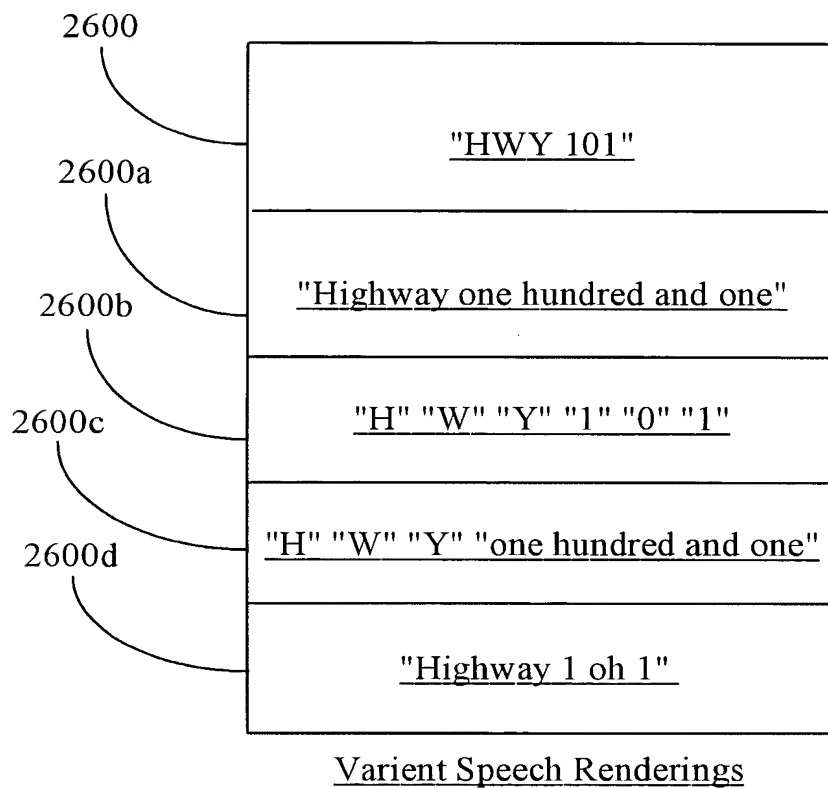 2600
"HWY 101"
2600a
"Highway one hundred and one"
2600b
"H" "W" "Y" "1" "0" "1"
2600c
"H" "W" "Y" "one hundred and one"
2600d
"Highway 1 oh 1"
Varient Speech Renderings